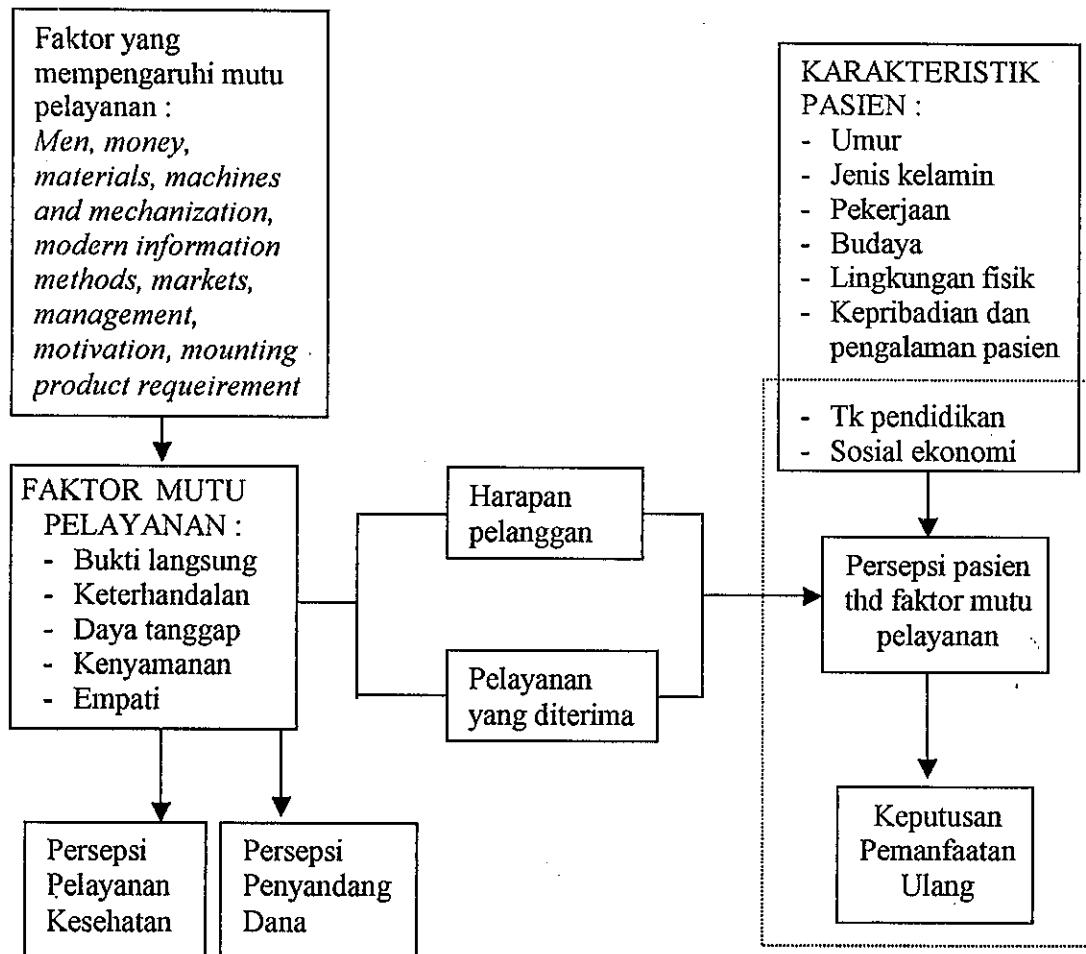 Faktor yang
mempengaruhi mutu
pelayanan :
Men, money,
materials, machines
and mechanization,
modern information
methods, markets,
management,
motivation, mounting
product requeirement
KARAKTERISTIK
PASIEN :
- Umur
- Jenis kelamin
- Pekerjaan
- Budaya
- Lingkungan fisik
- Kepribadian dan
pengalaman pasien
- Tk pendidikan
- Sosial ekonomi
FAKTOR MUTU
PELAYANAN :
- Bukti langsung
- Keterhandalan
- Daya tanggap
- Kenyamanan
- Empati
Harapan
pelanggan
Pelayanan
yang diterima
Persepsi pasien
thd faktor mutu
pelayanan
Persepsi
Pelayanan
Kesehatan
Persepsi
Penyandang
Dana
Keputusan
Pemanfaatan
Ulang